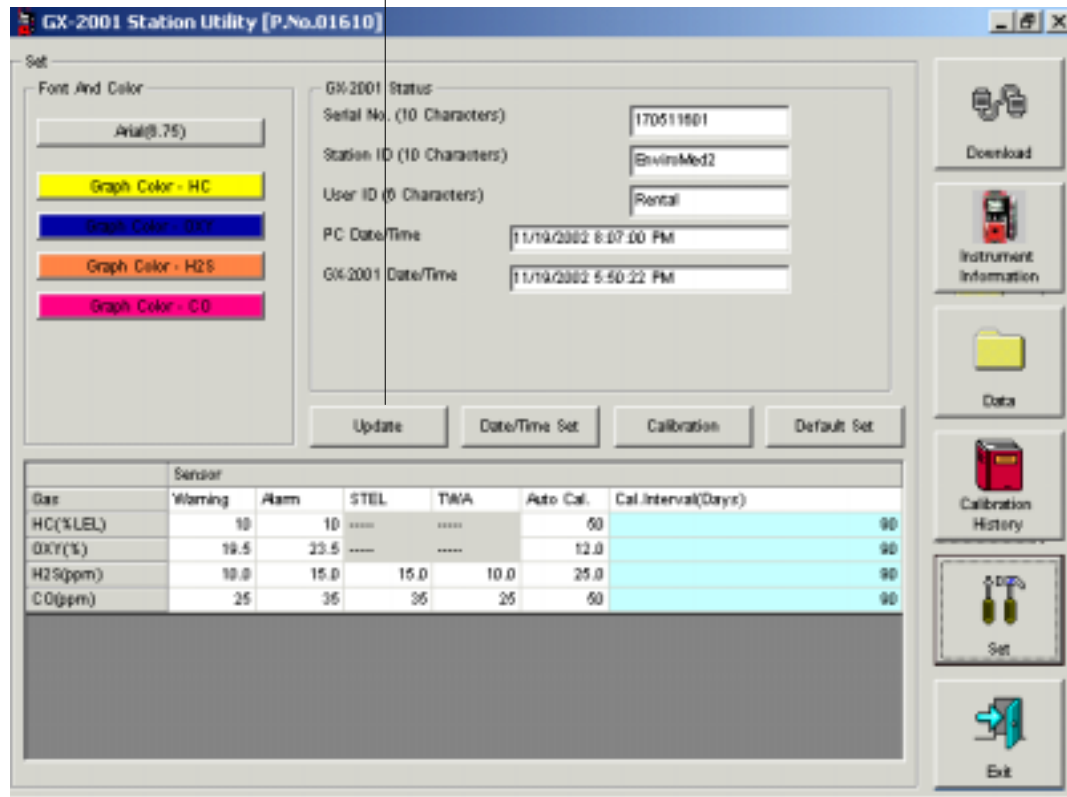 GX-2001 Station Utility [P.No.01610]
Set
Font And Color
Arial(8.75)
Graph Color - HC
Graph Color - OXY
Graph Color - H2S
Graph Color - CO
GX-2001 Status
Serial No. (10 Characters) 170511601
Station ID (10 Characters) EnviroMed2
User ID (6 Characters) Rental
PC Date/Time 11/19/2002 8:07:00 PM
GX-2001 Date/Time 11/19/2002 5:50:22 PM
Update Date/Time Set Calibration Default Set
Sensor
Gas Warning Alarm STEL TWA Auto Cal. Cal.Interval(Days)
HC(%LEL) 10 10 ----- ----- 50 90
OXY(%) 19.5 23.5 ----- ----- 12.0 90
H2S(ppm) 10.0 15.0 15.0 10.0 25.0 90
CO(ppm) 25 35 35 25 50 90
Download
Instrument
Information
Data
Calibration
History
Set
Exit